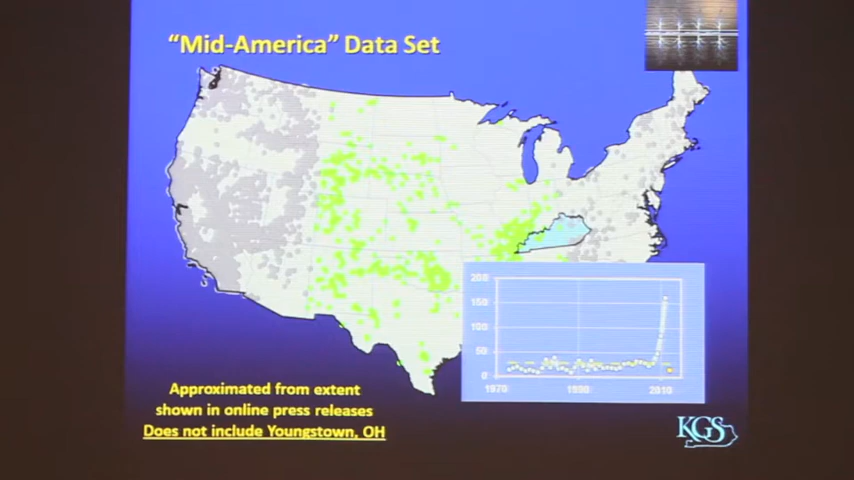 “Mid-America” Data Set
200
150
100
50
0
1970
1990
2010
Approximated from extent
shown in online press releases
Does not include Youngstown, OH
KGS